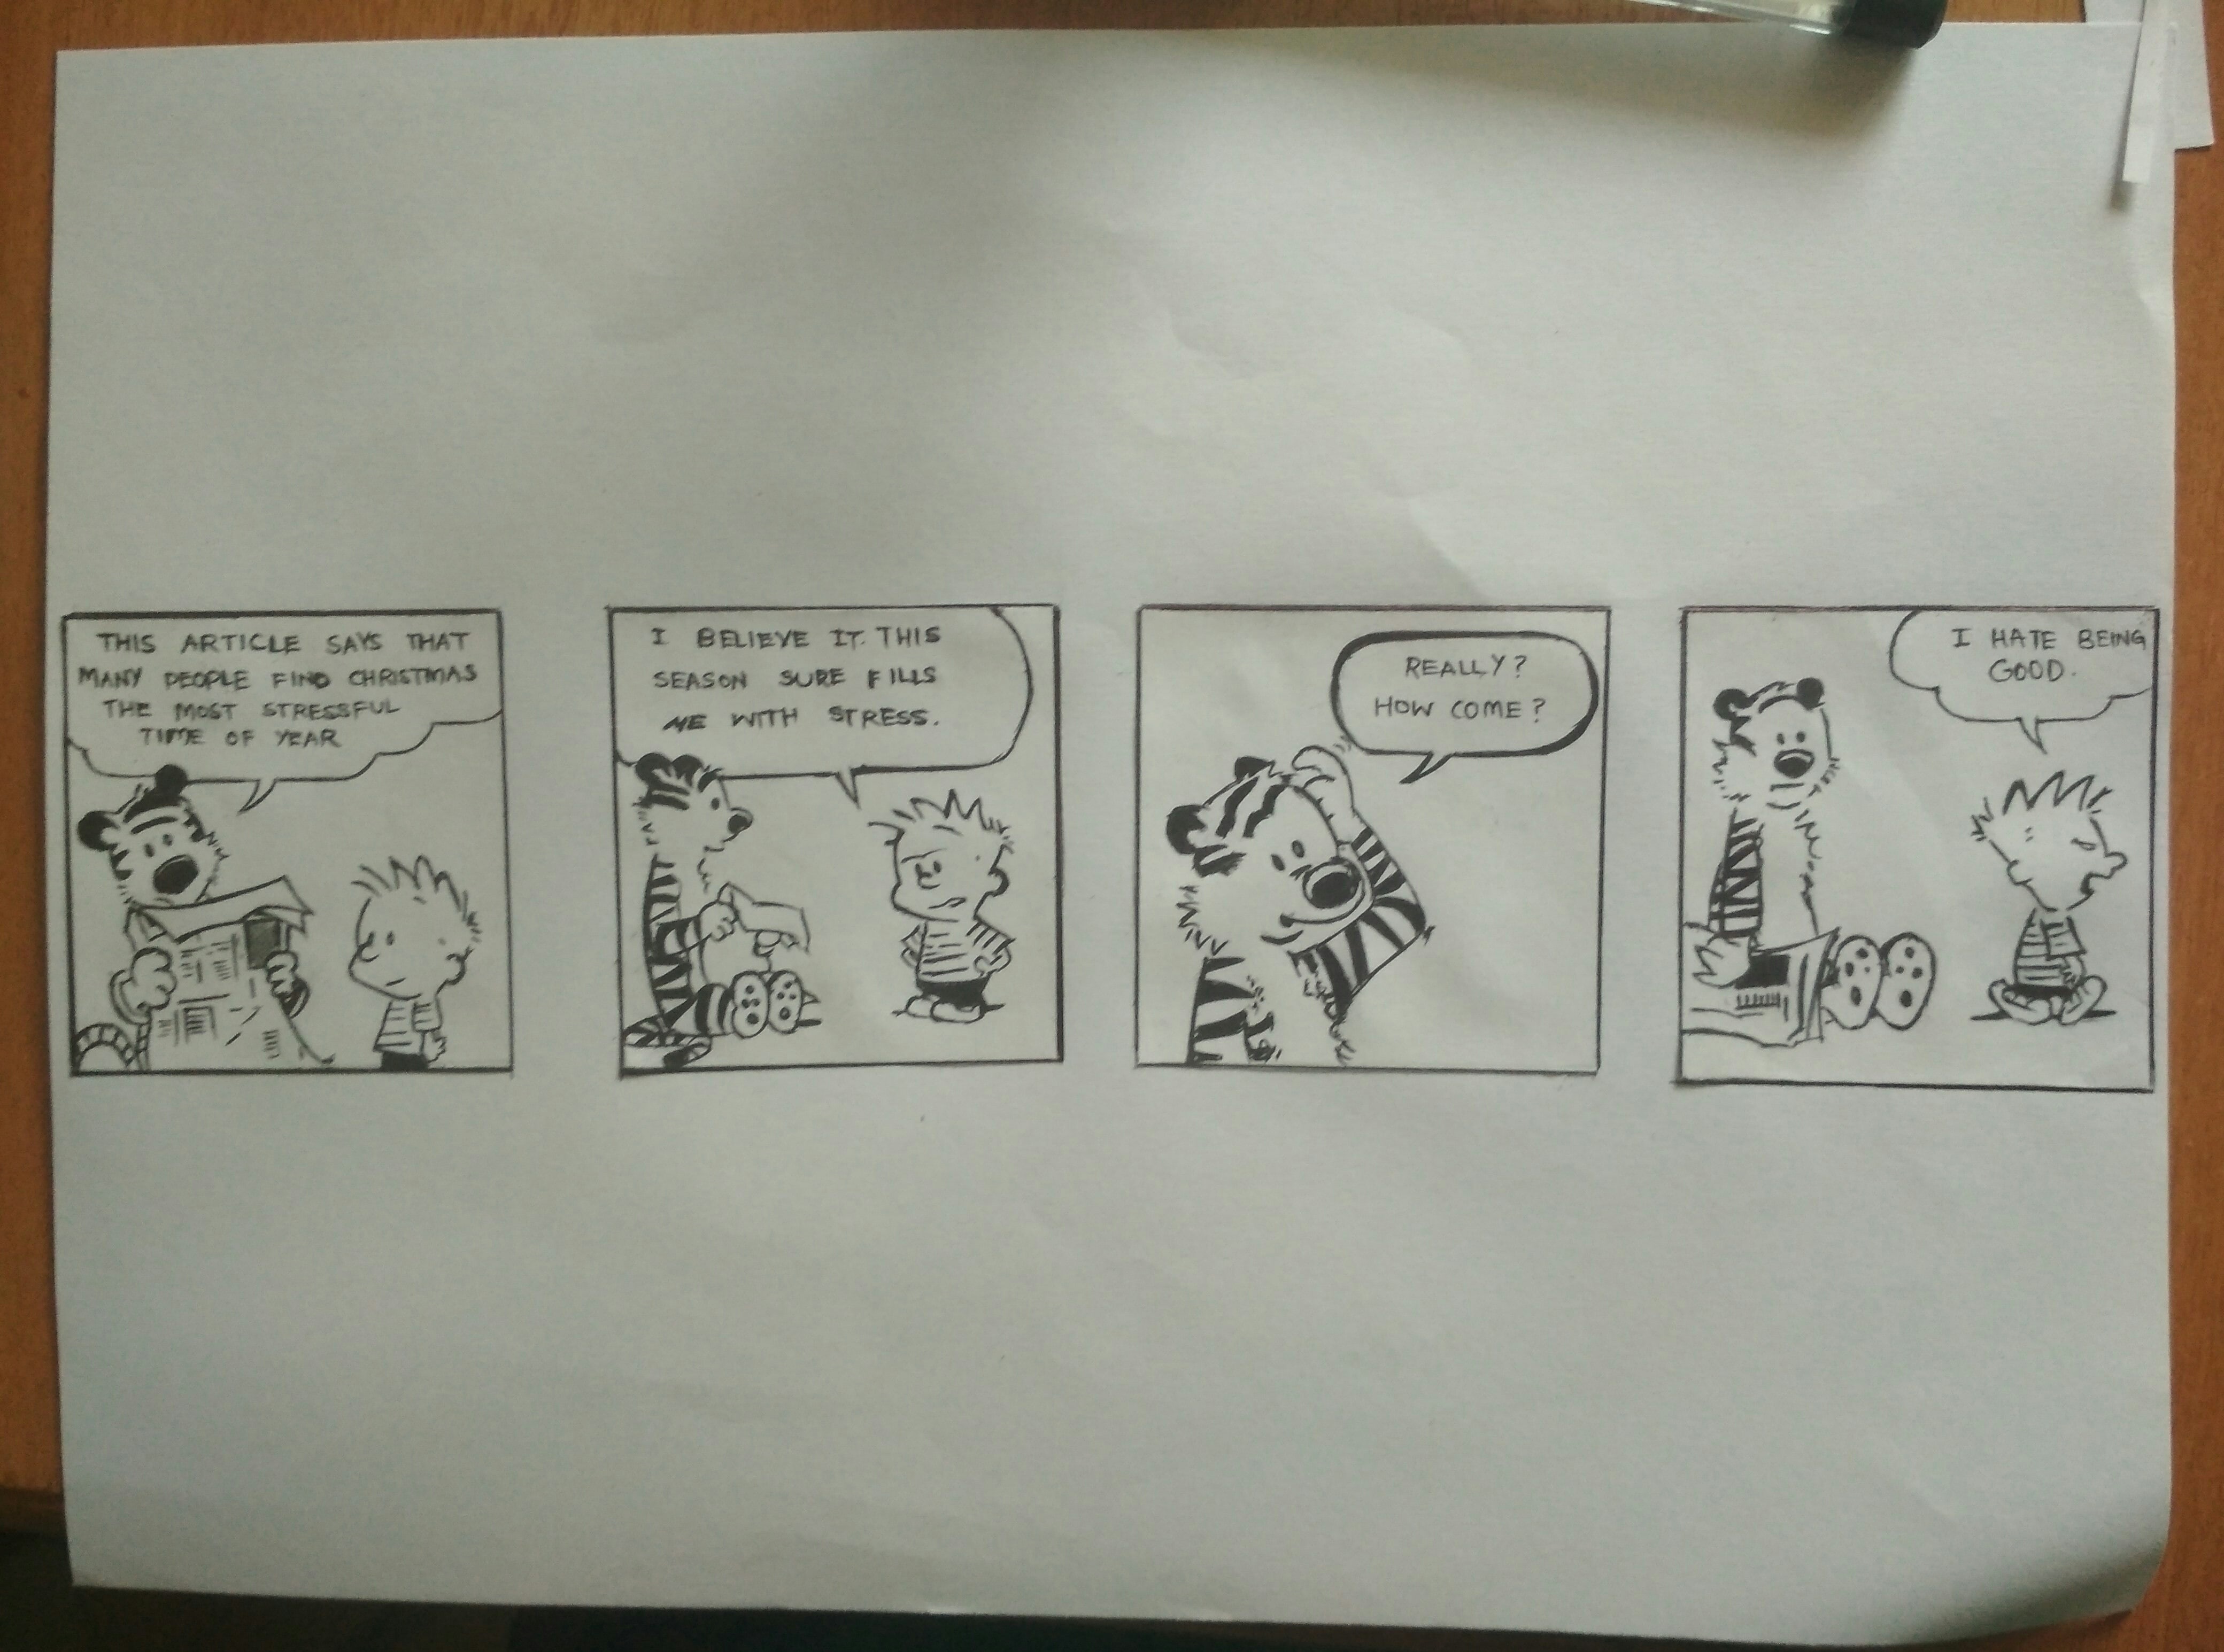 THIS ARTICLE SAYS THAT
MANY PEOPLE FIND CHRISTMAS
THE MOST STRESSFUL
TIME OF YEAR
I BELIEVE IT. THIS
SEASON SURE FILLS
ME WITH STRESS.
REALLY?
HOW COME?
I HATE BEING
GOOD.